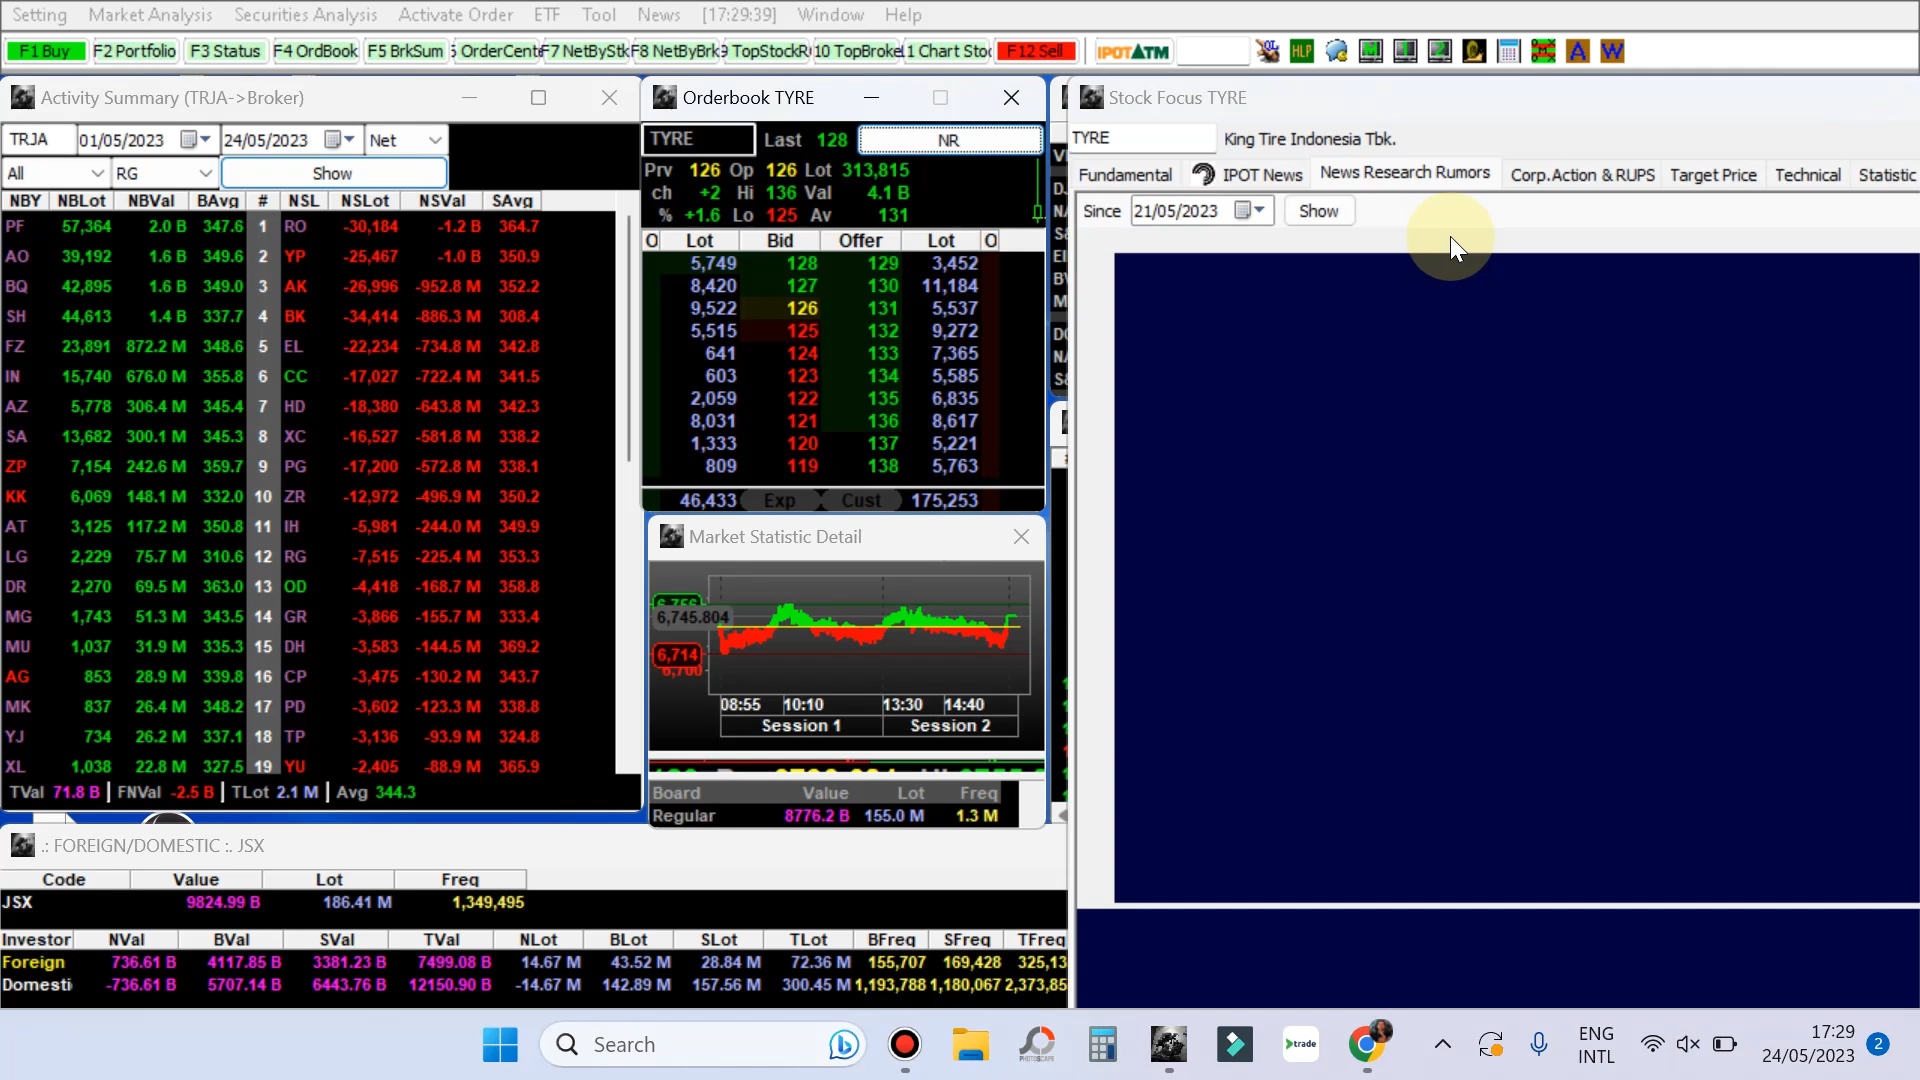 Setting Market Analysis Securities Analysis Activate Order ETF Tool News [17:29:39] Window Help
F1 Buy F2 Portfolio F3 Status F4 OrdBook F5 BrkSum OrderCente F7 NetByStk F8 NetByBrk TopStockR 10 TopBroke 1 Chart Sto F12 Sell IPOTATM QL HLP A W
Activity Summary (TRJA->Broker)
TRJA 01/05/2023 24/05/2023 Net
All RG Show
NBY NBLot NBVal BAvg # NSL NSLot NSVal SAvg
PF 57,364 2.0 B 347.6 1 RO -30,184 -1.2 B 364.7
AO 39,192 1.6 B 349.6 2 YP -25,467 -1.0 B 350.9
BQ 42,895 1.6 B 349.0 3 AK -26,996 -952.8 M 352.2
SH 44,613 1.4 B 337.7 4 BK -34,414 -886.3 M 308.4
FZ 23,891 872.2 M 348.6 5 EL -22,234 -734.8 M 342.8
IN 15,740 676.0 M 355.8 6 CC -17,027 -722.4 M 341.5
AZ 5,778 306.4 M 345.4 7 HD -18,380 -643.8 M 342.3
SA 13,682 300.1 M 345.3 8 XC -16,527 -581.8 M 338.2
ZP 7,154 242.6 M 359.7 9 PG -17,200 -572.8 M 338.1
KK 6,069 148.1 M 332.0 10 ZR -12,972 -496.9 M 350.2
AT 3,125 117.2 M 350.8 11 IH -5,981 -244.0 M 349.9
LG 2,229 75.7 M 310.6 12 RG -7,515 -225.4 M 353.3
DR 2,270 69.5 M 363.0 13 OD -4,418 -168.7 M 358.8
MG 1,743 51.3 M 343.5 14 GR -3,866 -155.7 M 333.4
MU 1,037 31.9 M 335.3 15 DH -3,583 -144.5 M 369.2
AG 853 28.9 M 339.8 16 CP -3,475 -130.2 M 343.7
MK 837 26.4 M 348.2 17 PD -3,602 -123.3 M 338.8
YJ 734 26.2 M 337.1 18 TP -3,136 -93.9 M 324.8
XL 1,038 22.8 M 327.5 19 YU -2,405 -88.9 M 365.9
TVal 71.8 B FNVal -2.5 B TLot 2.1 M Avg 344.3
Orderbook TYRE
TYRE Last 128 NR
Prv 126 Op 126 Lot 313,815
ch +2 Hi 136 Val 4.1 B
% +1.6 Lo 125 Av 131
O Lot Bid Offer Lot O
5,749 128 129 3,452
8,420 127 130 11,184
9,522 126 131 5,537
5,515 125 132 9,272
641 124 133 7,365
603 123 134 5,585
2,059 122 135 6,835
8,031 121 136 8,617
1,333 120 137 5,221
809 119 138 5,763
46,433 Exp Cust 175,253
Market Statistic Detail
6,756
6,745.804
6,714
6,700
08:55 10:10 13:30 14:40
Session 1 Session 2
Board Value Lot Freq
Regular 8776.2 B 155.0 M 1.3 M
Stock Focus TYRE
TYRE King Tire Indonesia Tbk.
Fundamental IPOT News News Research Rumors Corp.Action & RUPS Target Price Technical Statistic
Since 21/05/2023 Show
.: FOREIGN/DOMESTIC :. JSX
Code Value Lot Freq
JSX 9824.99 B 186.41 M 1,349,495
Investor NVal BVal SVal TVal NLot BLot SLot TLot BFreq SFreq TFreq
Foreign 736.61 B 4117.85 B 3381.23 B 7499.08 B 14.67 M 43.52 M 28.84 M 72.36 M 155,707 169,428 325,13
Domesti -736.61 B 5707.14 B 6443.76 B 12150.90 B -14.67 M 142.89 M 157.56 M 300.45 M 1,193,788 1,180,067 2,373,85
Search PHOTOSCAPE trade ENG INTL 17:29 24/05/2023 2